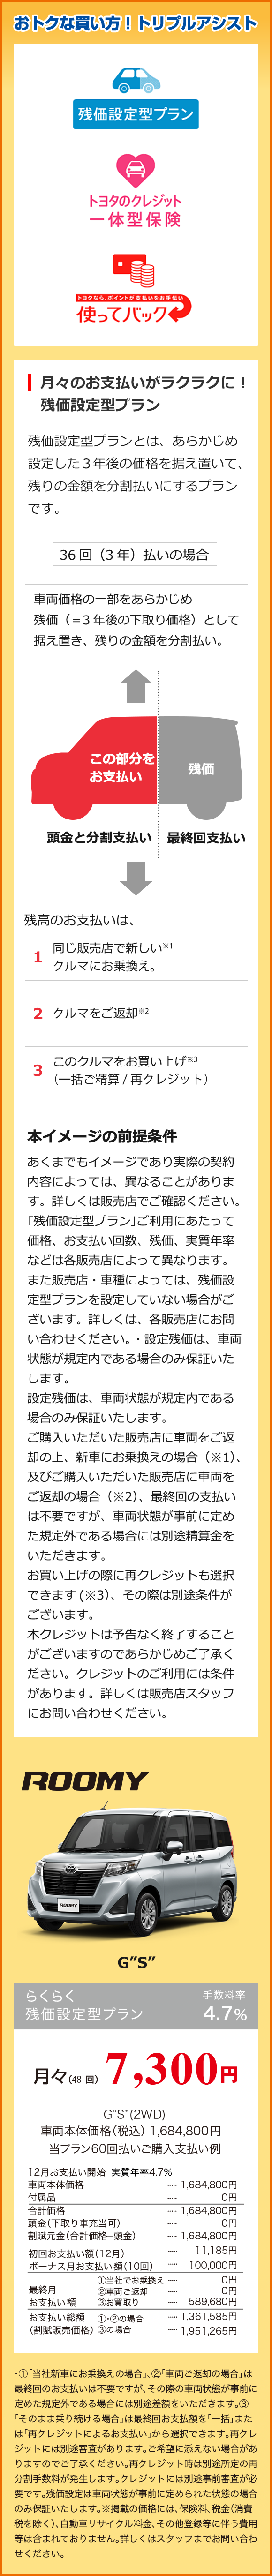 おトクな買い方！トリプルアシスト
残価設定型プラン
トヨタのクレジット
一体型保険
トヨタなら、ポイントが支払いをお手伝い
使ってバック
月々のお支払いがラクラクに！
残価設定型プラン
残価設定型プランとは、あらかじめ
設定した３年後の価格を据え置いて、
残りの金額を分割払いにするプラン
です。
36 回（3 年）払いの場合
車両価格の一部をあらかじめ
残価（＝3 年後の下取り価格）として
据え置き、残りの金額を分割払い。
この部分を
お支払い
残価
頭金と分割支払い
最終回支払い
残高のお支払いは、
1 同じ販売店で新しい※1
クルマにお乗換え。
2 クルマをご返却※2
3 このクルマをお買い上げ※3
（一括ご精算 / 再クレジット）
本イメージの前提条件
あくまでもイメージであり実際の契約
内容によっては、異なることがありま
す。詳しくは販売店でご確認ください。
「残価設定型プラン」ご利用にあたって
価格、お支払い回数、残価、実質年率
などは各販売店によって異なります。
また販売店・車種によっては、残価設
定型プランを設定していない場合がご
ざいます。詳しくは、各販売店にお問
い合わせください。・設定残価は、車両
状態が規定内である場合のみ保証いた
します。
設定残価は、車両状態が規定内である
場合のみ保証いたします。
ご購入いただいた販売店に車両をご返
却の上、新車にお乗換えの場合（※1）、
及びご購入いただいた販売店に車両を
ご返却の場合（※2）、最終回の支払い
は不要ですが、車両状態が事前に定め
た規定外である場合には別途精算金を
いただきます。
お買い上げの際に再クレジットも選択
できます (※3）、その際は別途条件が
ございます。
本クレジットは予告なく終了すること
がございますのであらかじめご了承く
ださい。クレジットのご利用には条件
があります。詳しくは販売店スタッフ
にお問い合わせください。
ROOMY
ROOMY
G”S”
らくらく
残価設定型プラン
手数料率
4.7%
月々(48 回) 7,300円
G”S”(2WD)
車両本体価格（税込）1,684,800円
当プラン60回払いご購入支払い例
12月お支払い開始 実質年率4.7%
車両本体価格 ····· 1,684,800円
付属品 ····· 0円
合計価格 ····· 1,684,800円
頭金（下取り車充当可） ····· 0円
割賦元金（合計価格−頭金） ····· 1,684,800円
初回お支払い額（12月） ····· 11,185円
ボーナス月お支払い額（10回） ····· 100,000円
最終月
お支払い額
①当社でお乗換え ····· 0円
②車両ご返却 ····· 0円
③お買取り ····· 589,680円
お支払い総額
（割賦販売価格）
①・②の場合 ····· 1,361,585円
③の場合 ····· 1,951,265円
・①「当社新車にお乗換えの場合」、②「車両ご返却の場合」は
最終回のお支払いは不要ですが、その際の車両状態が事前に
定めた規定外である場合には別途差額をいただきます。③
「そのまま乗り続ける場合」は最終回お支払額を「一括」また
は「再クレジットによるお支払い」から選択できます。再クレ
ジットには別途審査があります。ご希望に添えない場合があ
りますのでご了承ください。再クレジット時は別途所定の再
分割手数料が発生します。クレジットには別途事前審査が必
要です。残価設定は車両状態が事前に定められた状態の場合
のみ保証いたします。※掲載の価格には、保険料、税金（消費
税を除く）、自動車リサイクル料金、その他登録等に伴う費用
等は含まれておりません。詳しくはスタッフまでお問い合わ
せください。